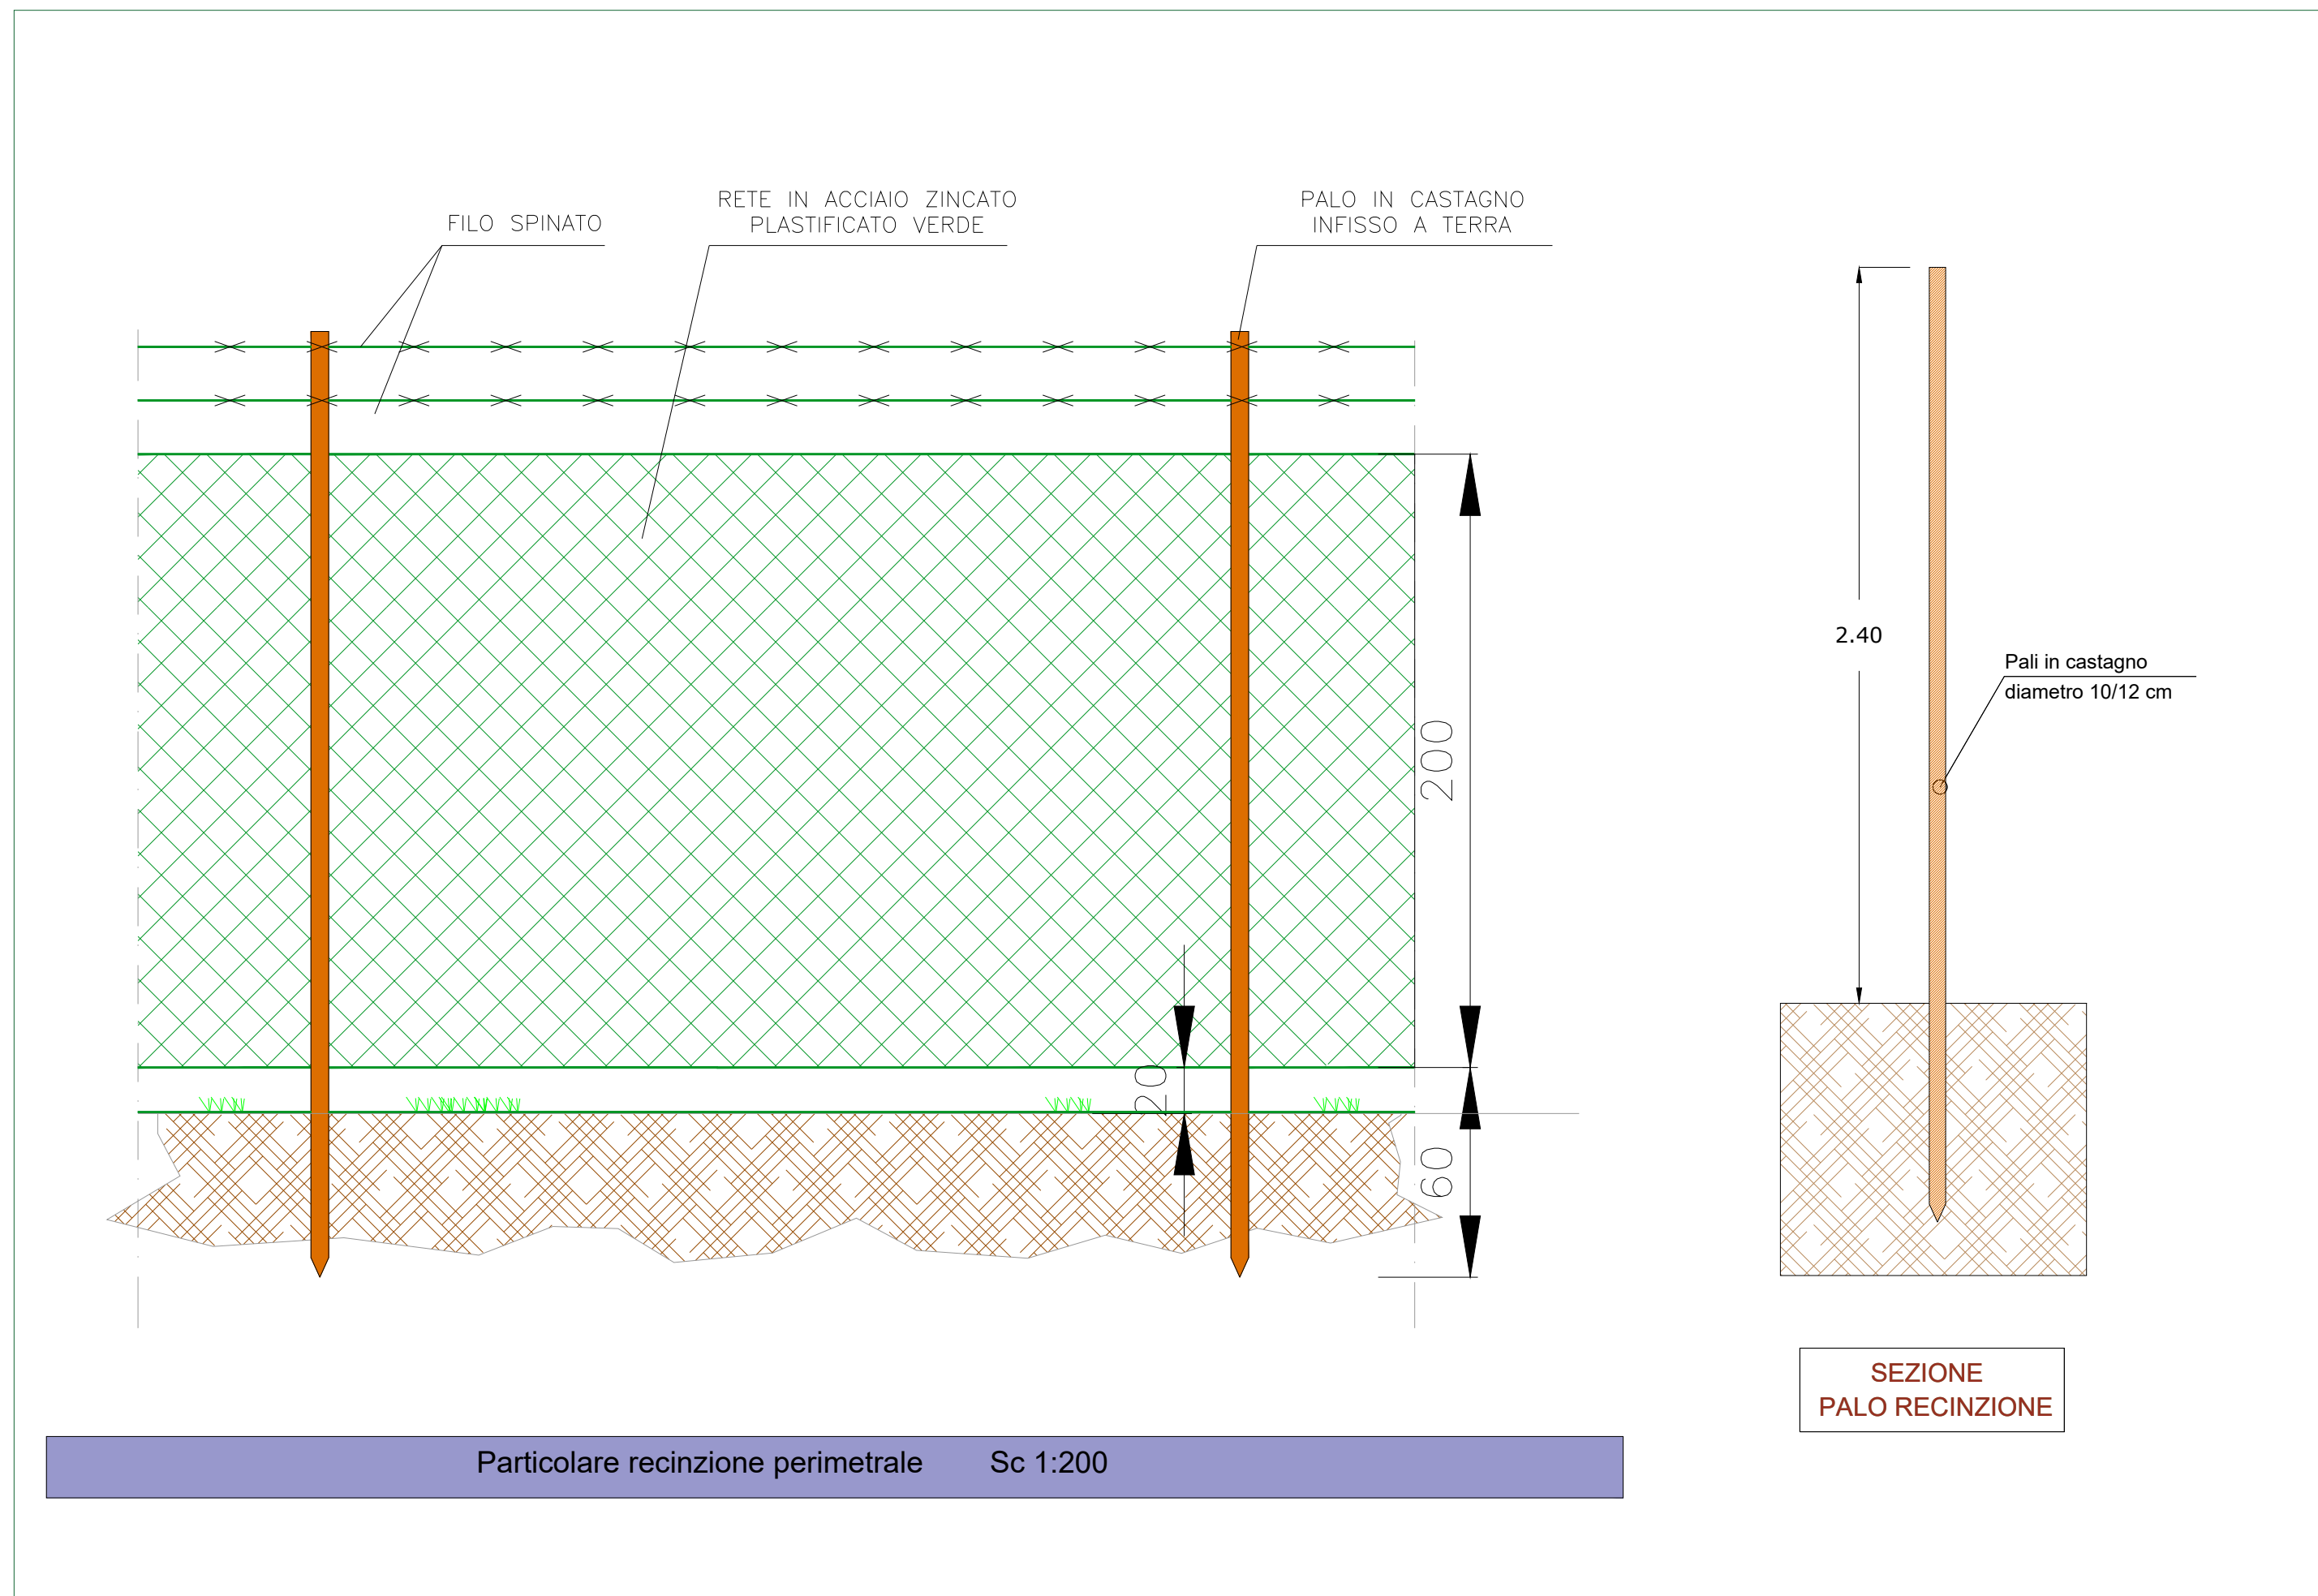 FILO SPINATO
RETE IN ACCIAIO ZINCATO
PLASTIFICATO VERDE
PALO IN CASTAGNO
INFISSO A TERRA
200
20
60
2.40
Pali in castagno
diametro 10/12 cm
SEZIONE
PALO RECINZIONE
Particolare recinzione perimetrale Sc 1:200